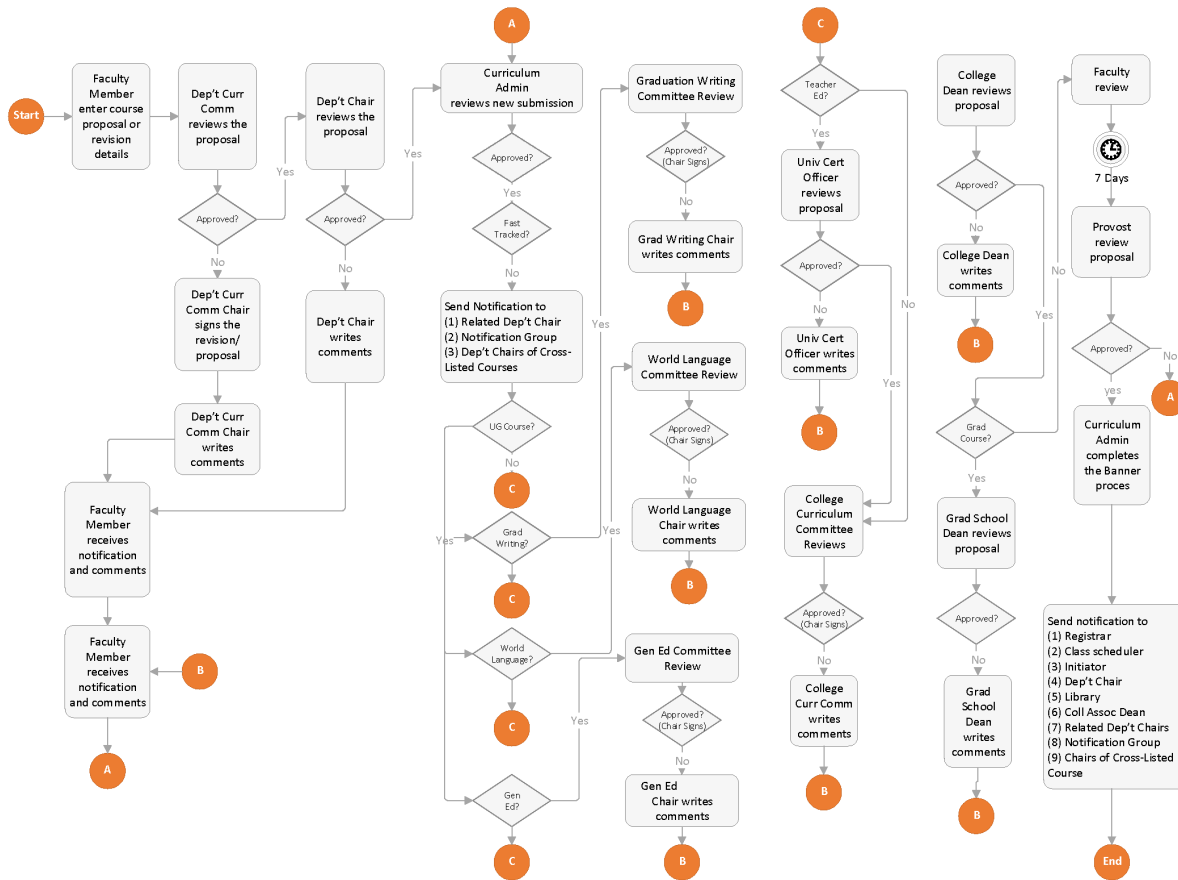 Start
Faculty
Member
enter course
proposal or
revision
details
Dep't Curr
Comm
reviews the
proposal
Approved?
Yes
No
Dep't Curr
Comm Chair
signs the
revision/
proposal
Dep't Curr
Comm Chair
writes
comments
Dep't Chair
reviews the
proposal
Approved?
Yes
No
Dep't Chair
writes
comments
Faculty
Member
receives
notification
and comments
Faculty
Member
receives
notification
and comments
B
A
A
Curriculum
Admin
reviews new submission
Approved?
Yes
Fast
Tracked?
No
Send Notification to
(1) Related Dep't Chair
(2) Notification Group
(3) Dep't Chairs of Cross-
Listed Courses
UG Course?
No
C
Yes
Grad
Writing?
Yes
C
World
Language?
Yes
C
Gen
Ed?
Yes
C
Graduation Writing
Committee Review
Approved?
(Chair Signs)
No
Grad Writing Chair
writes comments
B
World Language
Committee Review
Approved?
(Chair Signs)
No
World Language
Chair writes
comments
B
Gen Ed Committee
Review
Approved?
(Chair Signs)
No
Gen Ed
Chair writes
comments
B
C
Teacher
Ed?
Yes
No
Univ Cert
Officer
reviews
proposal
Approved?
Yes
No
Univ Cert
Officer writes
comments
B
College
Curriculum
Committee
Reviews
Approved?
(Chair Signs)
No
College
Curr Comm
writes
comments
B
College
Dean reviews
proposal
Approved?
Yes
No
College Dean
writes
comments
B
Grad
Course?
No
Yes
Grad School
Dean reviews
proposal
Approved?
No
Grad
School
Dean
writes
comments
B
Faculty
review
7 Days
Provost
review
proposal
Approved?
No
A
yes
Curriculum
Admin
completes
the Banner
proces
Send notification to
(1) Registrar
(2) Class scheduler
(3) Initiator
(4) Dep't Chair
(5) Library
(6) Coll Assoc Dean
(7) Related Dep't Chairs
(8) Notification Group
(9) Chairs of Cross-Listed
Course
End